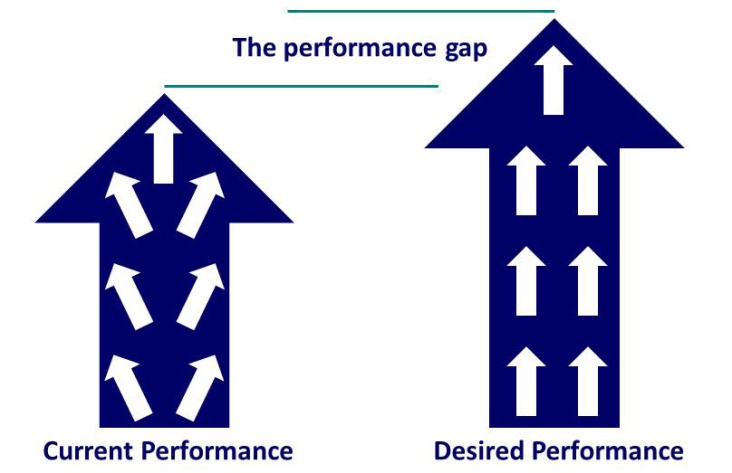 The performance gap
Current Performance
Desired Performance